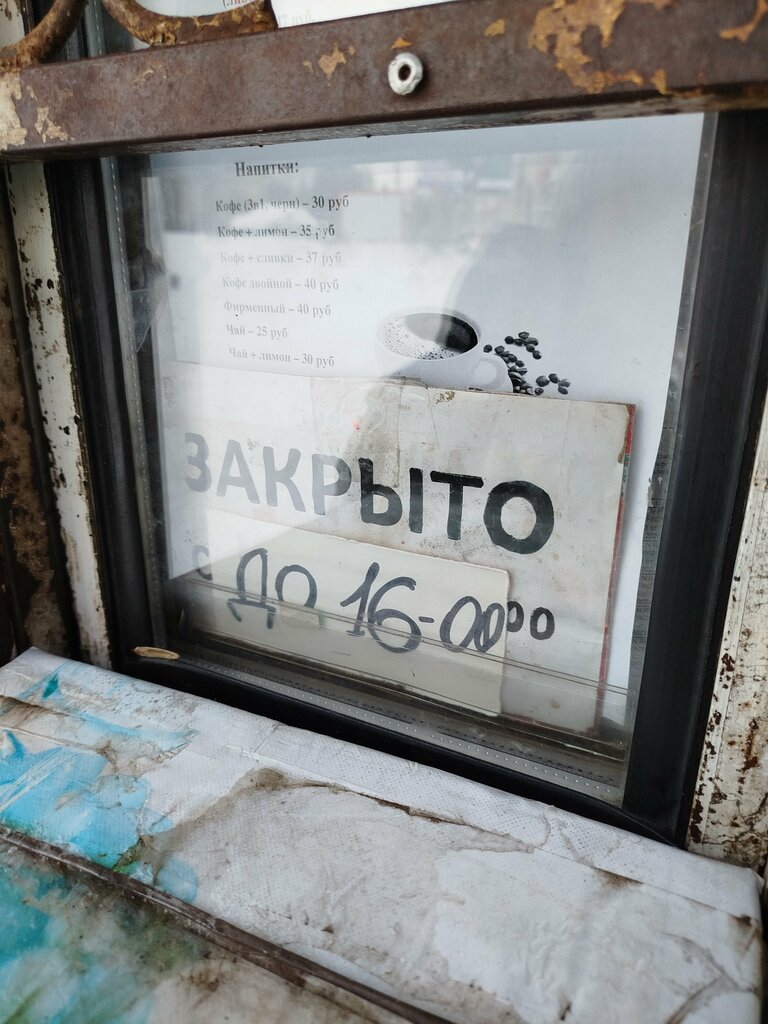 Напитки:
Кофе (3в1, черн) – 30 руб
Кофе + лимон – 35 руб
Кофе + сливки – 37 руб
Кофе двойной – 40 руб
Фирменный – 40 руб
Чай – 25 руб
Чай + лимон – 30 руб
ЗАКРЫТО
с до 16-00